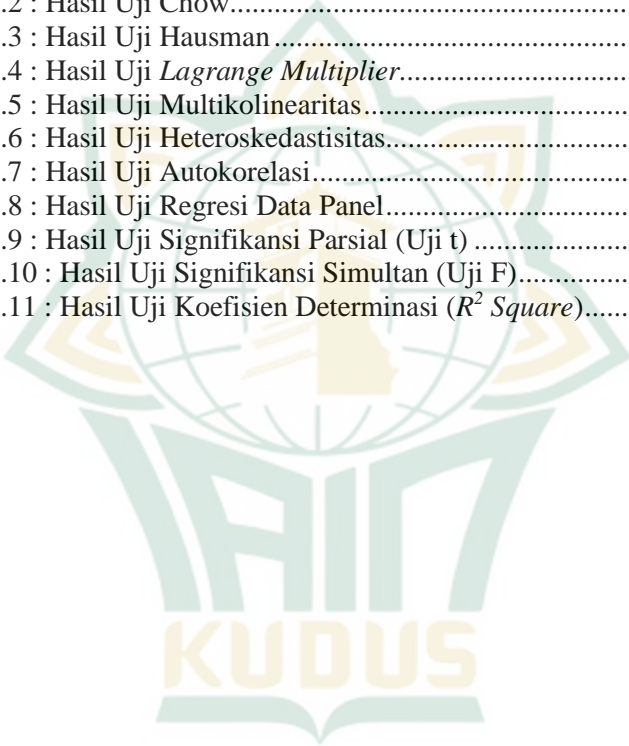 .2 : Hasil Uji Chow..........................................................
.3 : Hasil Uji Hausman ...................................................
.4 : Hasil Uji Lagrange Multiplier.................................
.5 : Hasil Uji Multikolinearitas......................................
.6 : Hasil Uji Heteroskedastisitas...................................
.7 : Hasil Uji Autokorelasi..............................................
.8 : Hasil Uji Regresi Data Panel...................................
.9 : Hasil Uji Signifikansi Parsial (Uji t) ......................
.10 : Hasil Uji Signifikansi Simultan (Uji F)...............
.11 : Hasil Uji Koefisien Determinasi (R² Square)......
IAIN
KUDUS